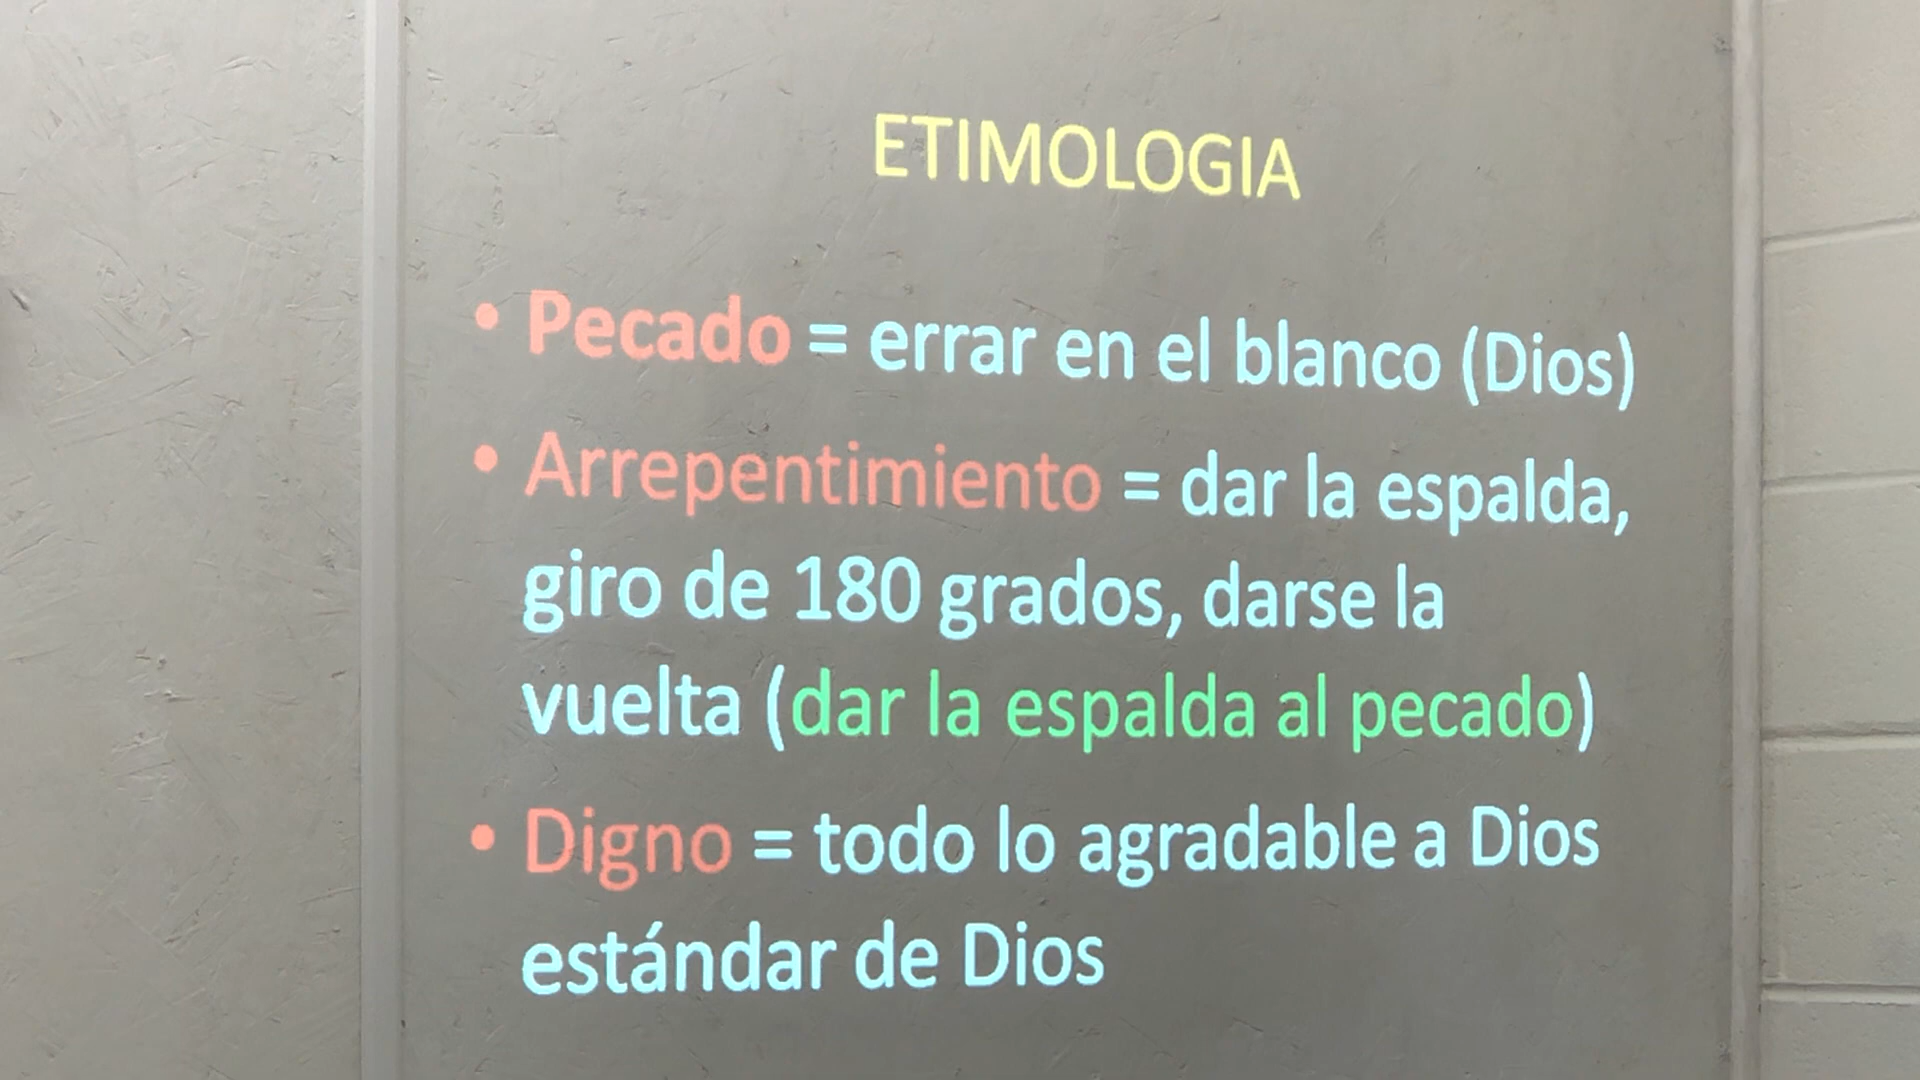 ETIMOLOGIA
• Pecado = errar en el blanco (Dios)
• Arrepentimiento = dar la espalda,
giro de 180 grados, darse la
vuelta (dar la espalda al pecado)
• Digno = todo lo agradable a Dios
estándar de Dios